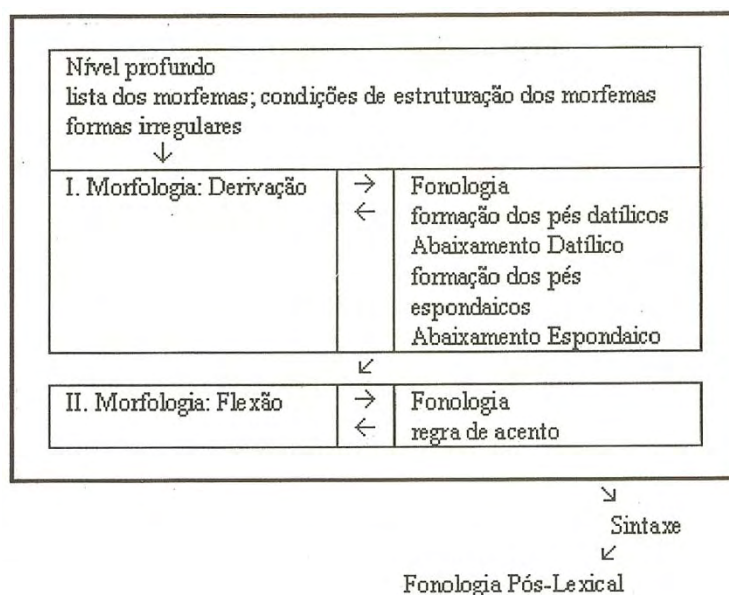 Nível profundo
lista dos morfemas; condições de estruturação dos morfemas
formas irregulares
↓
I. Morfologia: Derivação → Fonologia
← formação dos pés datílicos
Abaixamento Datílico
formação dos pés
espondaicos
Abaixamento Espondaico
↙
II. Morfologia: Flexão → Fonologia
← regra de acento
↘
Sintaxe
↙
Fonologia Pós-Lexical